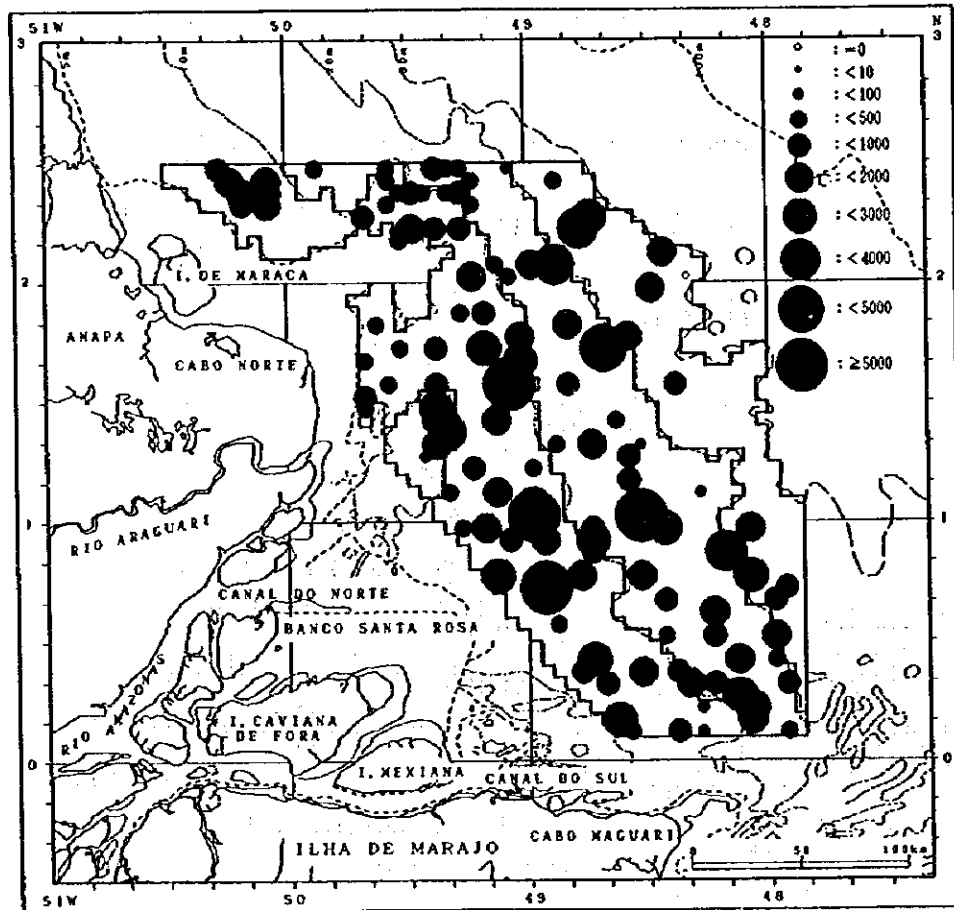 51W 50 49 48 N
3 3
5m
10m
: =0
: <10
: <100
: <500
: <1000
: <2000
: <3000
: <4000
: <5000
: ≥5000
2 2
I. DE MARACA
AMAPA
CABO NORTE
1 1
RIO ARAGUARI
CANAL DO NORTE
BANCO SANTA ROSA
RIO AMAZONAS
I. CAVIANA
DE FORA
0 0
I. MEXIANA
CANAL DO SUL
CABO MAGUARI
ILHA DE MARAJO
0 50 100km
51W 50 49 48